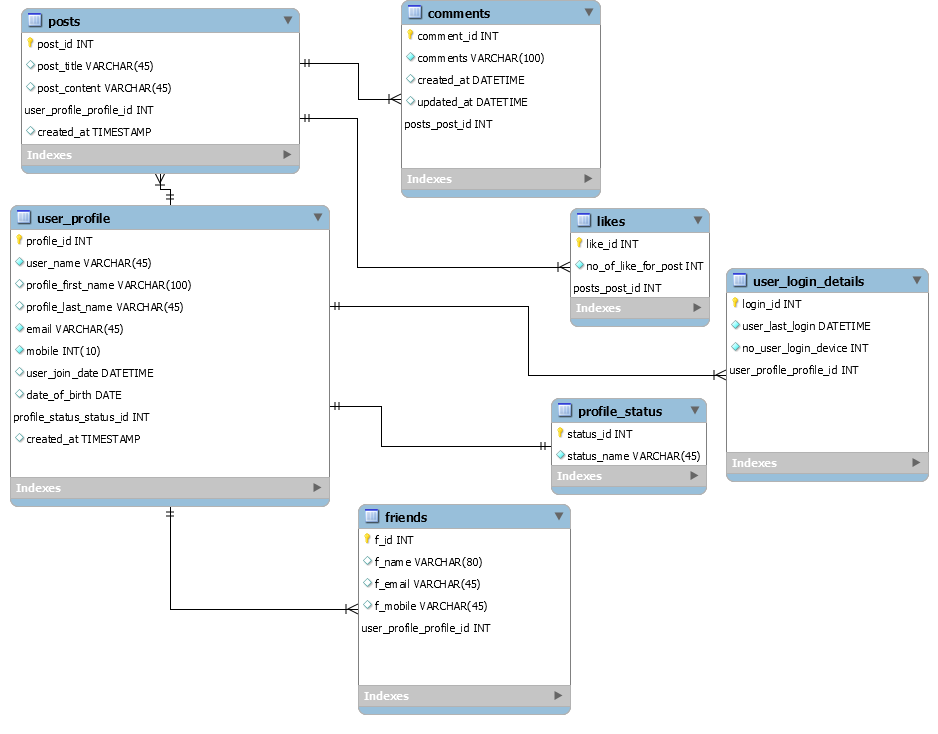 posts
post_id INT
post_title VARCHAR(45)
post_content VARCHAR(45)
user_profile_profile_id INT
created_at TIMESTAMP
Indexes
comments
comment_id INT
comments VARCHAR(100)
created_at DATETIME
updated_at DATETIME
posts_post_id INT
Indexes
user_profile
profile_id INT
user_name VARCHAR(45)
profile_first_name VARCHAR(100)
profile_last_name VARCHAR(45)
email VARCHAR(45)
mobile INT(10)
user_join_date DATETIME
date_of_birth DATE
profile_status_status_id INT
created_at TIMESTAMP
Indexes
likes
like_id INT
no_of_like_for_post INT
posts_post_id INT
Indexes
user_login_details
login_id INT
user_last_login DATETIME
no_user_login_device INT
user_profile_profile_id INT
Indexes
profile_status
status_id INT
status_name VARCHAR(45)
Indexes
friends
f_id INT
f_name VARCHAR(80)
f_email VARCHAR(45)
f_mobile VARCHAR(45)
user_profile_profile_id INT
Indexes